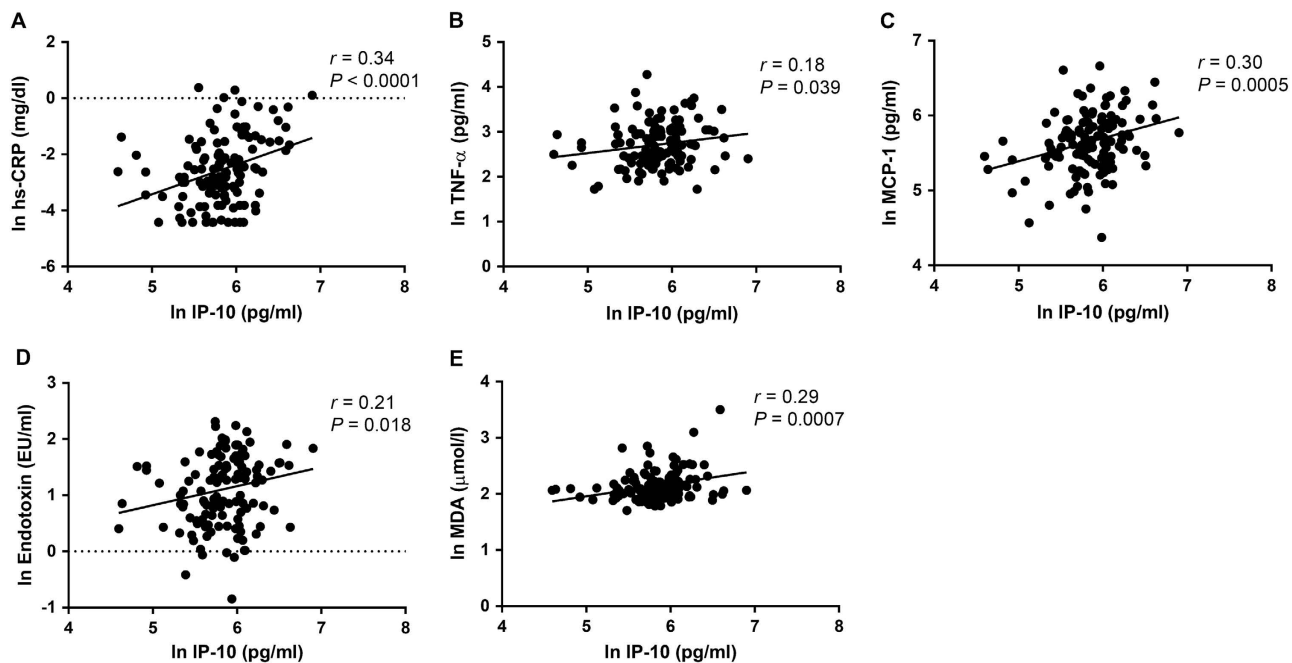 A
ln hs-CRP (mg/dl)
2
0
-2
-4
-6
4
5
6
7
8
ln IP-10 (pg/ml)
r = 0.34
P < 0.0001
B
ln TNF-α (pg/ml)
5
4
3
2
1
0
4
5
6
7
8
ln IP-10 (pg/ml)
r = 0.18
P = 0.039
C
ln MCP-1 (pg/ml)
7
6
5
4
4
5
6
7
8
ln IP-10 (pg/ml)
r = 0.30
P = 0.0005
D
ln Endotoxin (EU/ml)
3
2
1
0
-1
4
5
6
7
8
ln IP-10 (pg/ml)
r = 0.21
P = 0.018
E
ln MDA (μmol/l)
4
3
2
1
0
4
5
6
7
8
ln IP-10 (pg/ml)
r = 0.29
P = 0.0007